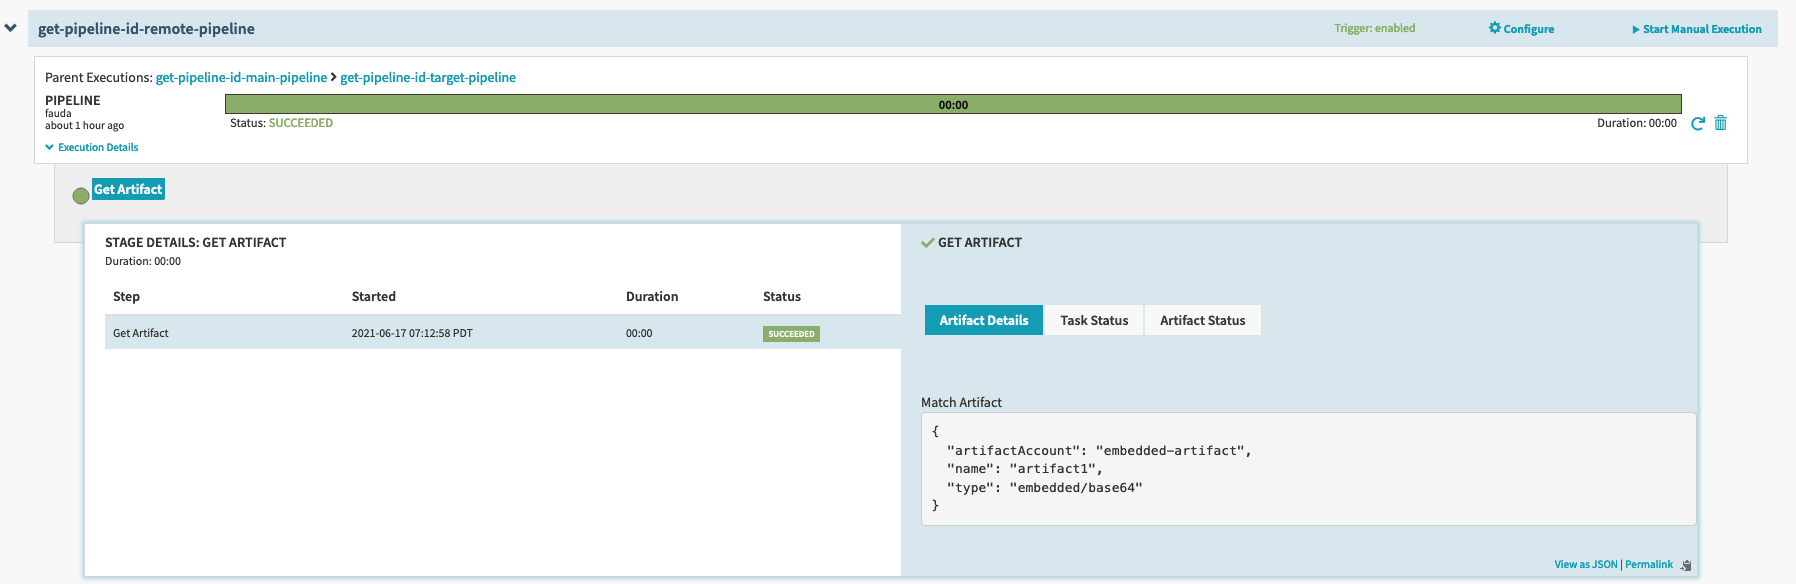 get-pipeline-id-remote-pipeline
Trigger: enabled
Configure
Start Manual Execution
Parent Executions: get-pipeline-id-main-pipeline > get-pipeline-id-target-pipeline
PIPELINE
fauda
about 1 hour ago
00:00
Status: SUCCEEDED
Duration: 00:00
Execution Details
Get Artifact
STAGE DETAILS: GET ARTIFACT
Duration: 00:00
Step Started Duration Status
Get Artifact 2021-06-17 07:12:58 PDT 00:00 SUCCEEDED
GET ARTIFACT
Artifact Details Task Status Artifact Status
Match Artifact
{
"artifactAccount": "embedded-artifact",
"name": "artifact1",
"type": "embedded/base64"
}
View as JSON | Permalink